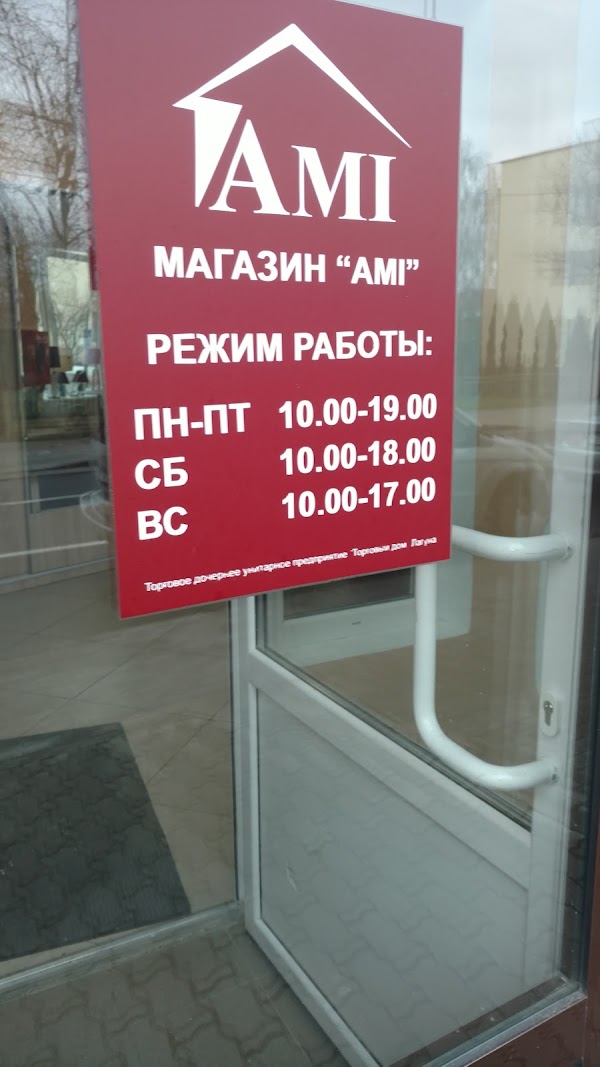 AMI
МАГАЗИН “AMI”
РЕЖИМ РАБОТЫ:
ПН-ПТ 10.00-19.00
СБ 10.00-18.00
ВС 10.00-17.00
Торговое дочернее унитарное предприятие "Торговый дом Лагуна